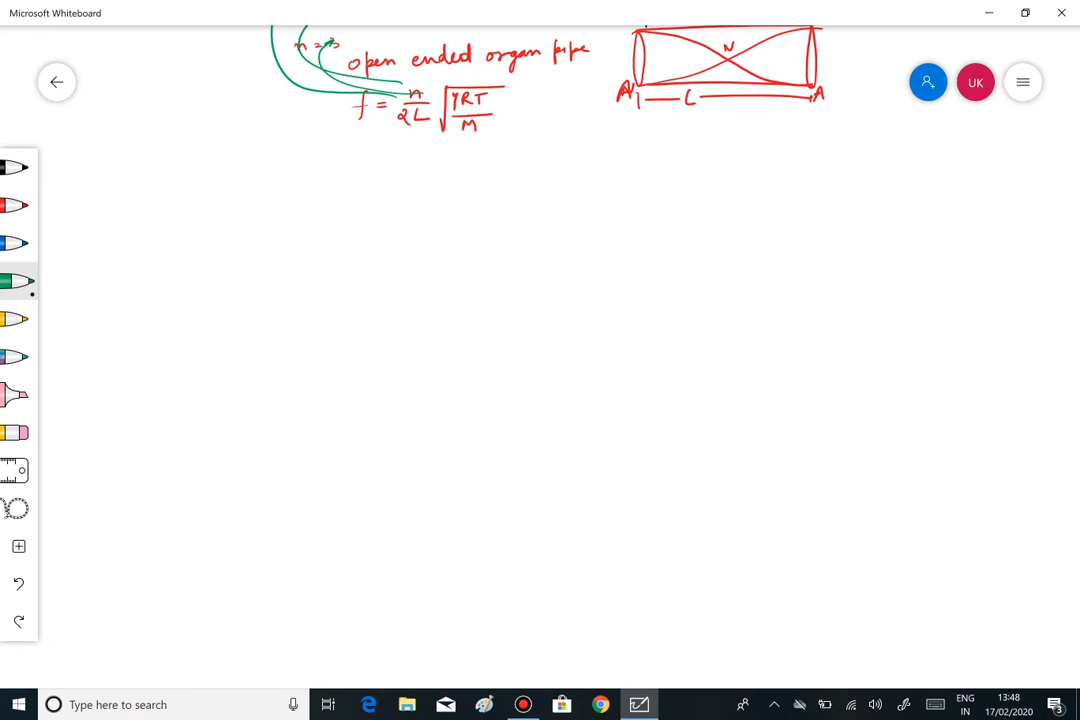 Microsoft Whiteboard
n = 3
open ended organ pipe
f = n/2L √(γRT/M)
N
A L A
UK
Type here to search
ENG
IN
13:48
17/02/2020
3